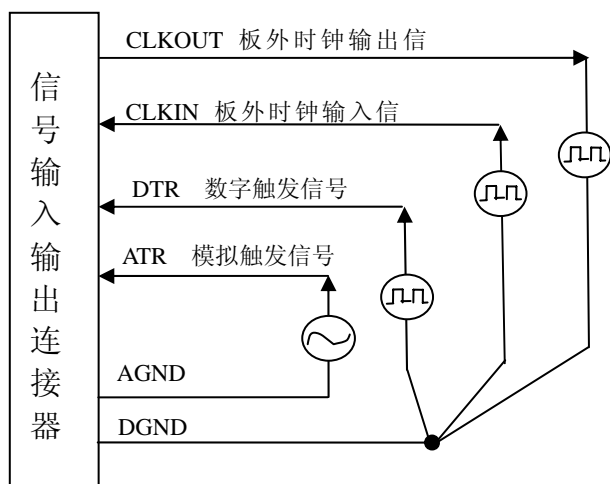 信号输入输出连接器
CLKOUT 板外时钟输出信
CLKIN 板外时钟输入信
DTR 数字触发信号
ATR 模拟触发信号
AGND
DGND